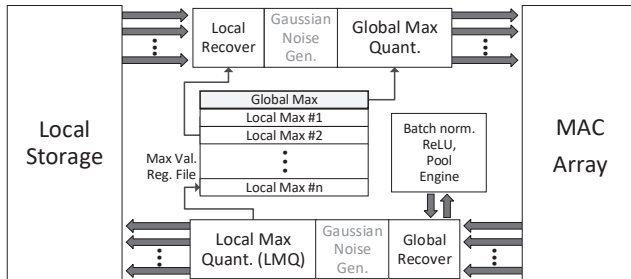 Local
Recover
Gaussian
Noise
Gen.
Global Max
Quant.
Local
Storage
Global Max
Local Max #1
Local Max #2
Local Max #n
Max Val.
Reg. File
Batch norm.
ReLU,
Pool
Engine
MAC
Array
Local Max
Quant. (LMQ)
Gaussian
Noise
Gen.
Global
Recover